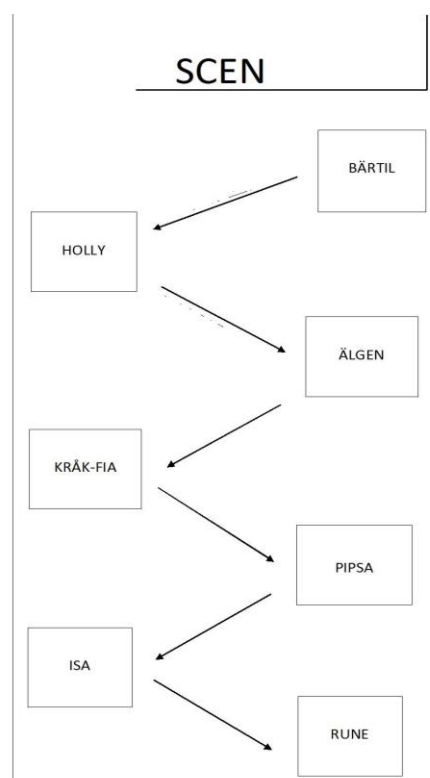 SCEN
BÄRTIL
HOLLY
ÄLGEN
KRÅK-FIA
PIPSA
ISA
RUNE